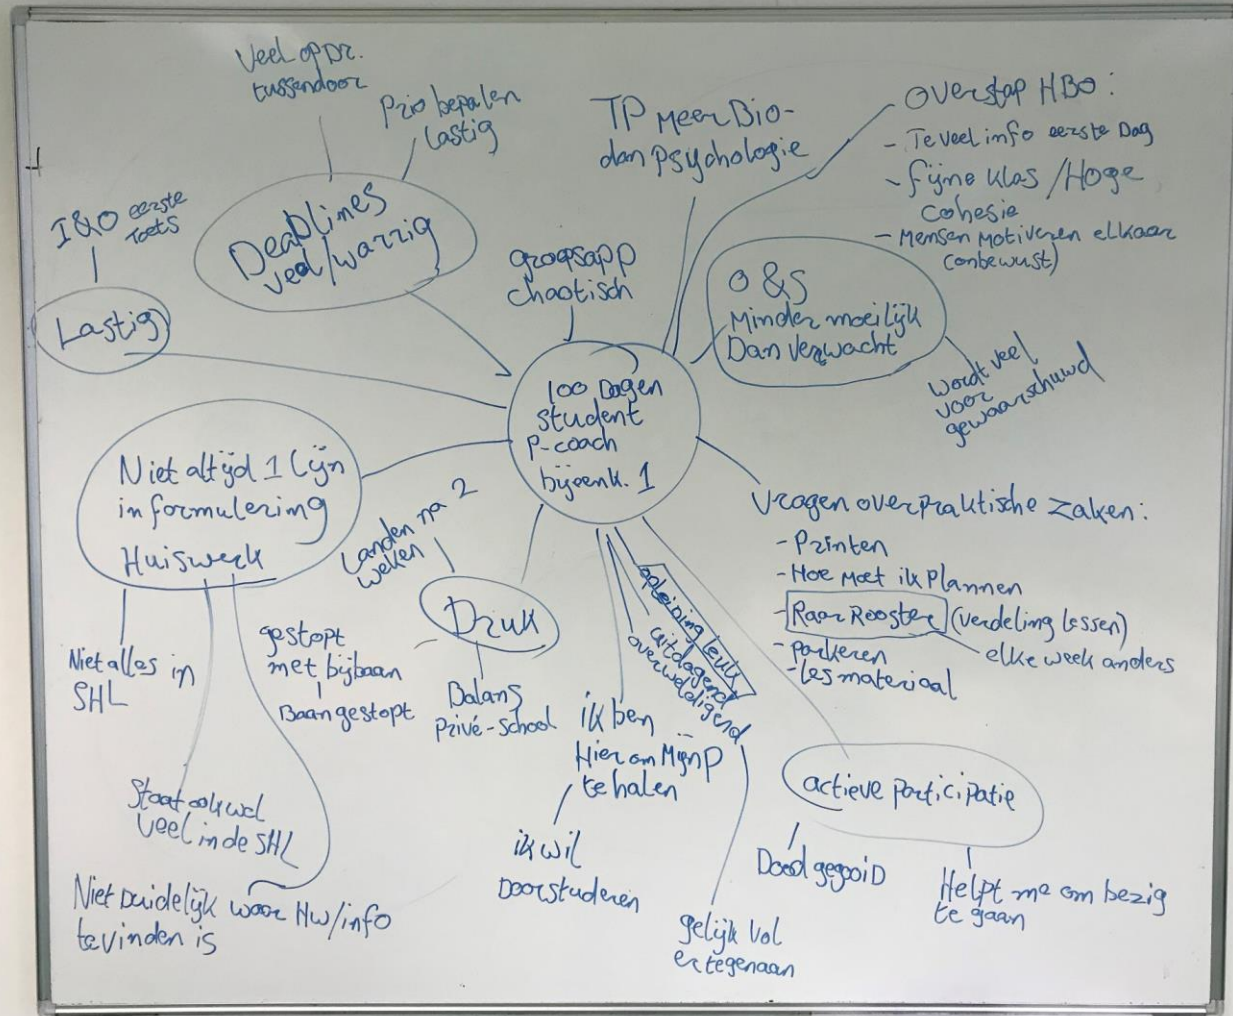 Veel opdr.
tussendoor
Prio bepalen
lastig
Deadlines
veel/warrig
I&O eerste
Toets
Lastig
groepsapp
chaotisch
TP meer Bio-
dan psychologie
Overstap HBO:
- Te veel info eerste Dag
- fijne klas / Hoge
cohesie
- Mensen motiveren elkaar
(onbewust)
O & S
Minder moeilijk
Dan verwacht
wordt veel
voor
gewaarschuwd
100 Dagen
student
P-coach
bijeenk. 1
Niet altijd 1 lijn
in formulering
Huiswerk
Niet alles in
SHL
Staat ook wel
veel in de SHL
Niet duidelijk waar Hw/info
te vinden is
Landen na 2
weken
Druk
gestopt
met bijbaan
Baan gestopt
Balans
Privé-school
ik ben
Hier om Mijn P
te halen
ik wil
Doorstuderen
opleiding leuk
uitdagend
overweldigend
gelijk vol
er tegenaan
Vragen over praktische zaken:
- Printen
- Hoe moet ik plannen
- Raar Rooster (verdeling lessen)
elke week anders
- parkeren
- lesmateriaal
actieve participatie
Dood gegooid
Helpt me om bezig
te gaan